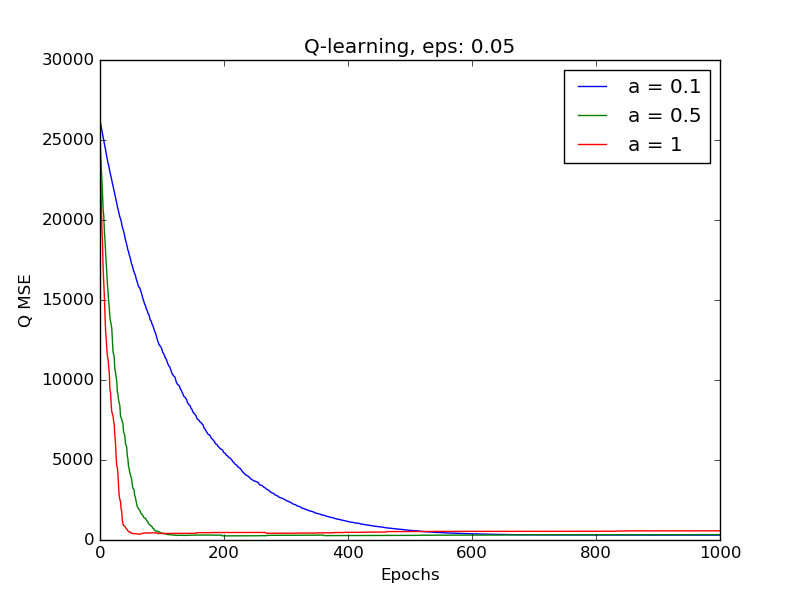 Q-learning, eps: 0.05
30000
25000
20000
15000
10000
5000
0
Q MSE
a = 0.1
a = 0.5
a = 1
0 200 400 600 800 1000
Epochs